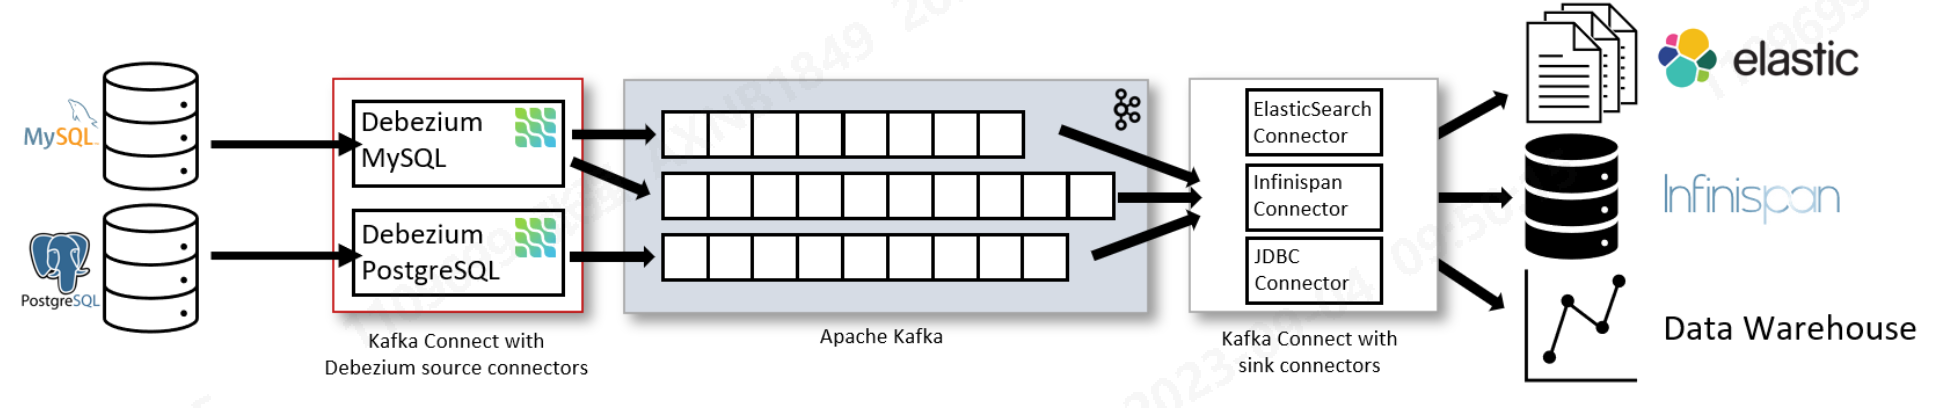 MySQL
PostgreSQL
Debezium
MySQL
Debezium
PostgreSQL
Kafka Connect with
Debezium source connectors
Apache Kafka
ElasticSearch
Connector
Infinispan
Connector
JDBC
Connector
Kafka Connect with
sink connectors
elastic
Infinispan
Data Warehouse